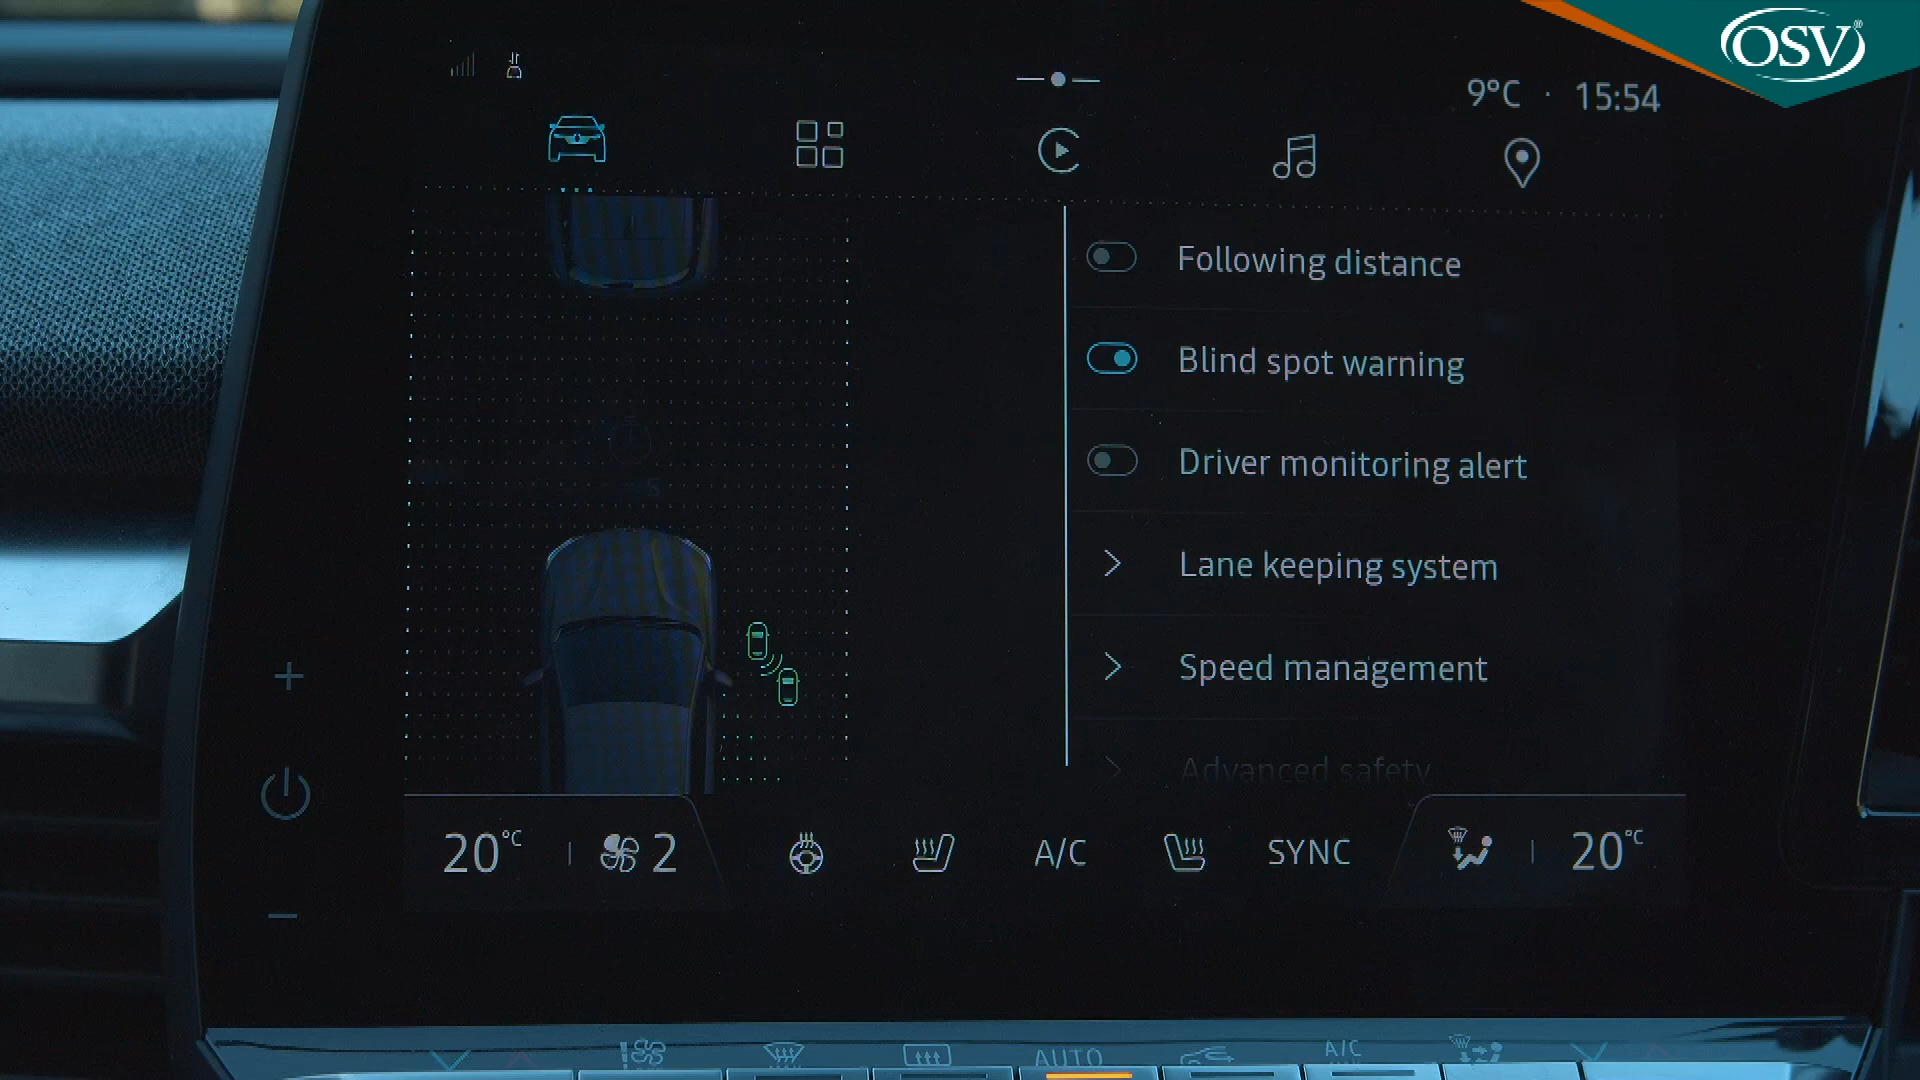 OSV®
9°C · 15:54
Following distance
Blind spot warning
Driver monitoring alert
Lane keeping system
Speed management
Advanced safety
20°C 2 A/C SYNC 20°C
AUTO A/C